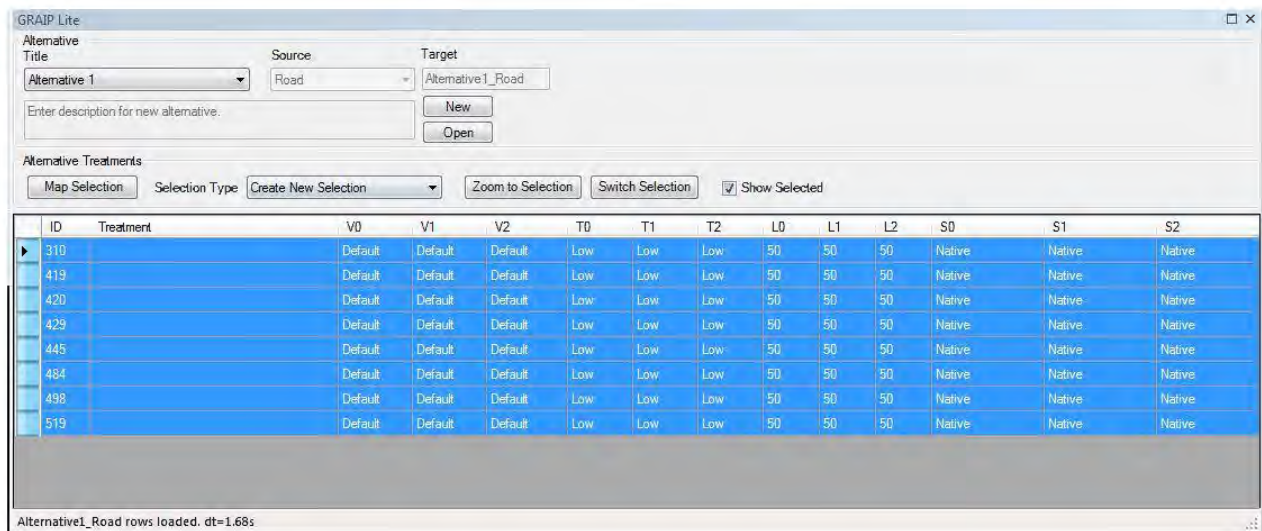 GRAIP Lite
Alternative
Title Source Target
Alternative 1 Road Alternative1_Road
Enter description for new alternative.
New
Open
Alternative Treatments
Map Selection Selection Type Create New Selection Zoom to Selection Switch Selection Show Selected
ID Treatment V0 V1 V2 T0 T1 T2 L0 L1 L2 S0 S1 S2
310 Default Default Default Low Low Low 50 50 50 Native Native Native
419 Default Default Default Low Low Low 50 50 50 Native Native Native
420 Default Default Default Low Low Low 50 50 50 Native Native Native
429 Default Default Default Low Low Low 50 50 50 Native Native Native
445 Default Default Default Low Low Low 50 50 50 Native Native Native
484 Default Default Default Low Low Low 50 50 50 Native Native Native
498 Default Default Default Low Low Low 50 50 50 Native Native Native
519 Default Default Default Low Low Low 50 50 50 Native Native Native
Alternative1_Road rows loaded. dt=1.68s